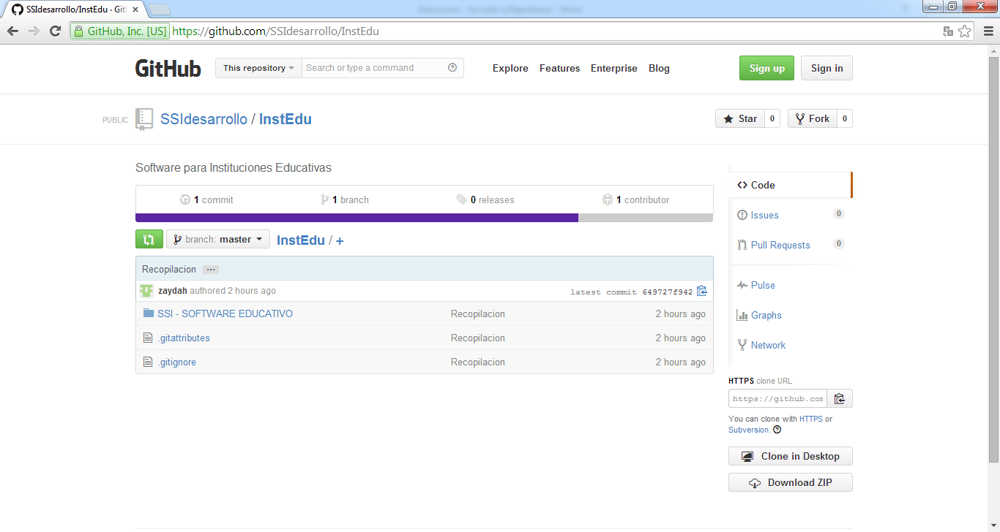 SSIdesarrollo/InstEdu · Git
GitHub, Inc. [US] https://github.com/SSIdesarrollo/InstEdu
GitHub This repository Search or type a command Explore Features Enterprise Blog Sign up Sign in
PUBLIC SSIdesarrollo / InstEdu Star 0 Fork 0
Software para Instituciones Educativas
1 commit 1 branch 0 releases 1 contributor
branch: master InstEdu / +
Recopilacion ...
zaydah authored 2 hours ago latest commit 649727f942
SSI - SOFTWARE EDUCATIVO Recopilacion 2 hours ago
.gitattributes Recopilacion 2 hours ago
.gitignore Recopilacion 2 hours ago
Code
Issues 0
Pull Requests 0
Pulse
Graphs
Network
HTTPS clone URL
https://github.com
You can clone with HTTPS or
Subversion.
Clone in Desktop
Download ZIP